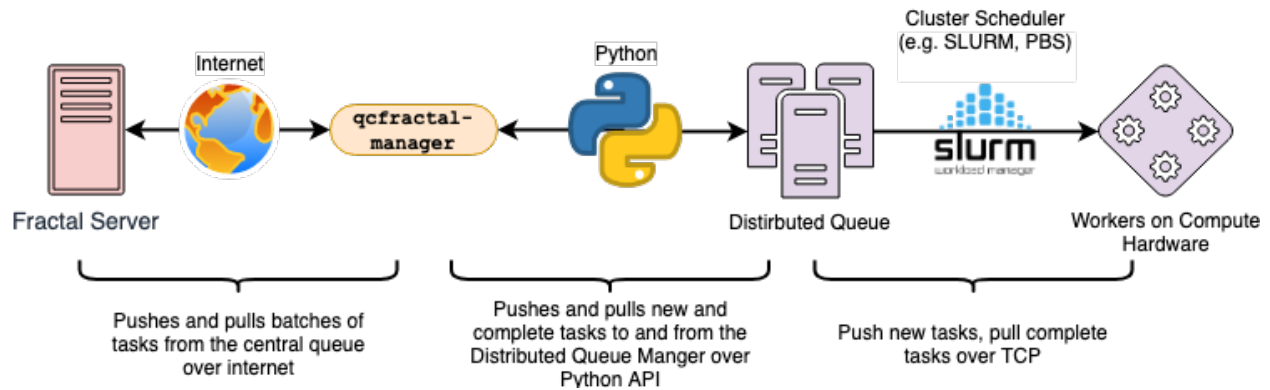 Cluster Scheduler
(e.g. SLURM, PBS)
Internet
Python
qcfractal-
manager
slurm
workload manager
Fractal Server
Distirbuted Queue
Workers on Compute
Hardware
Pushes and pulls batches of
tasks from the central queue
over internet
Pushes and pulls new and
complete tasks to and from the
Distributed Queue Manger over
Python API
Push new tasks, pull complete
tasks over TCP